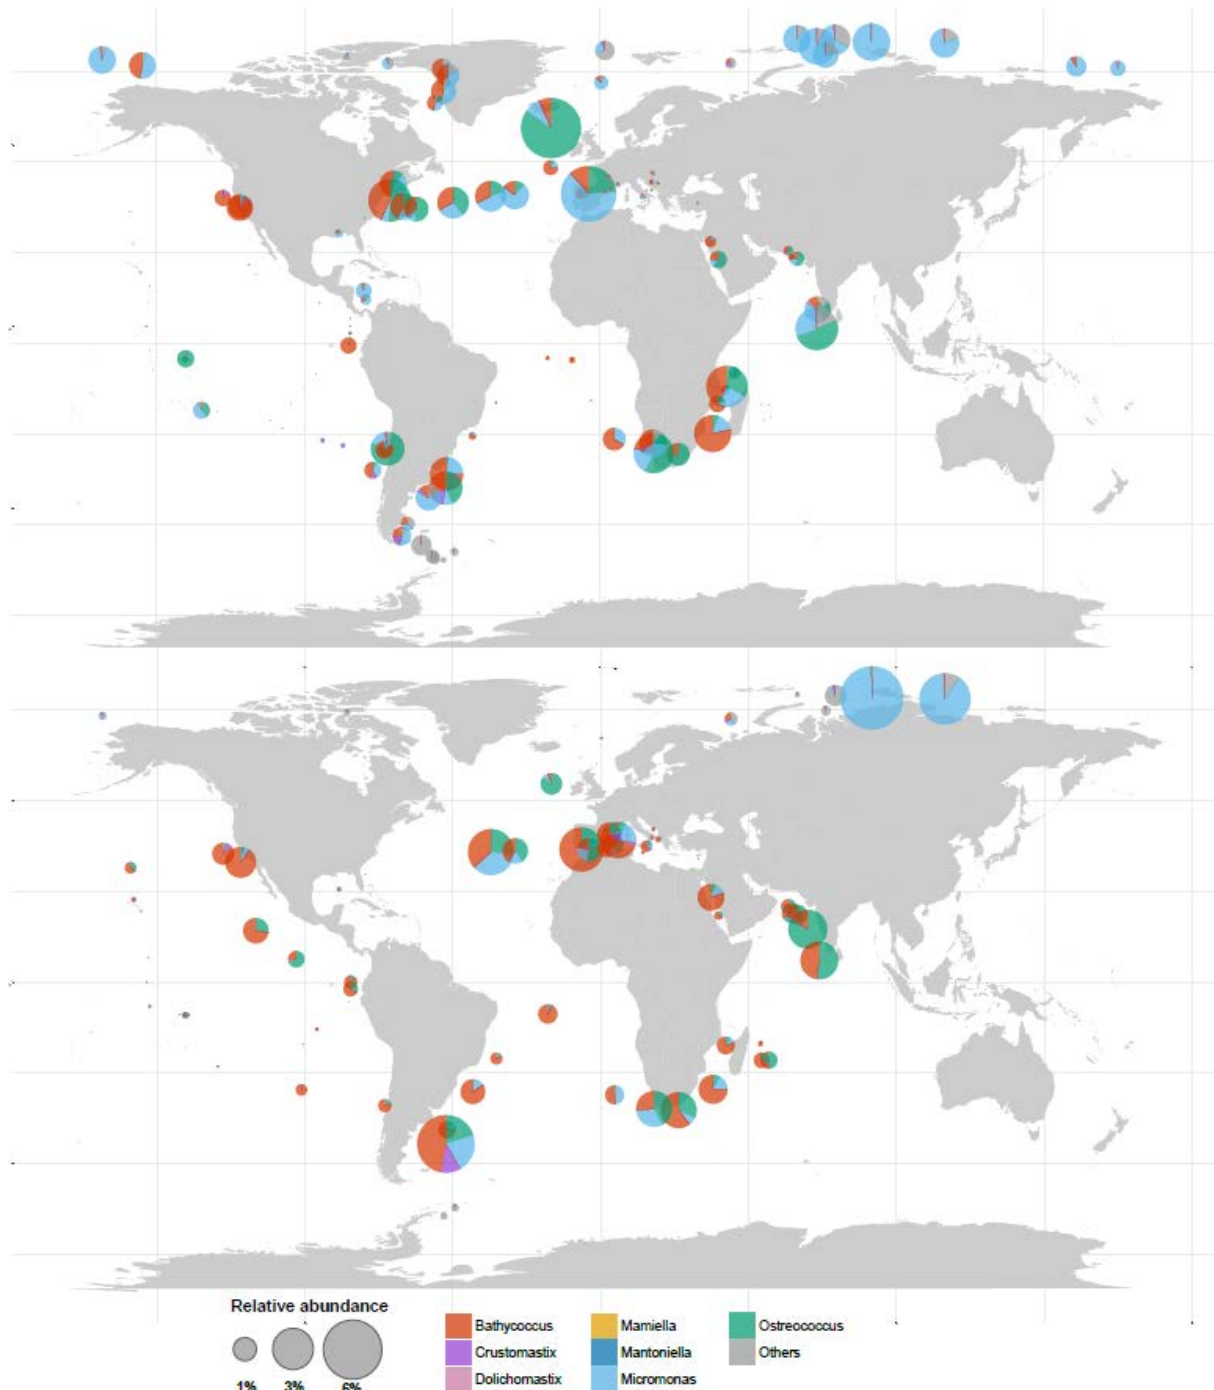 Relative abundance
1% 3% 6%
Bathycoccus
Crustomastix
Dolichomastix
Mamiella
Mantoniella
Micromonas
Ostreococcus
Others